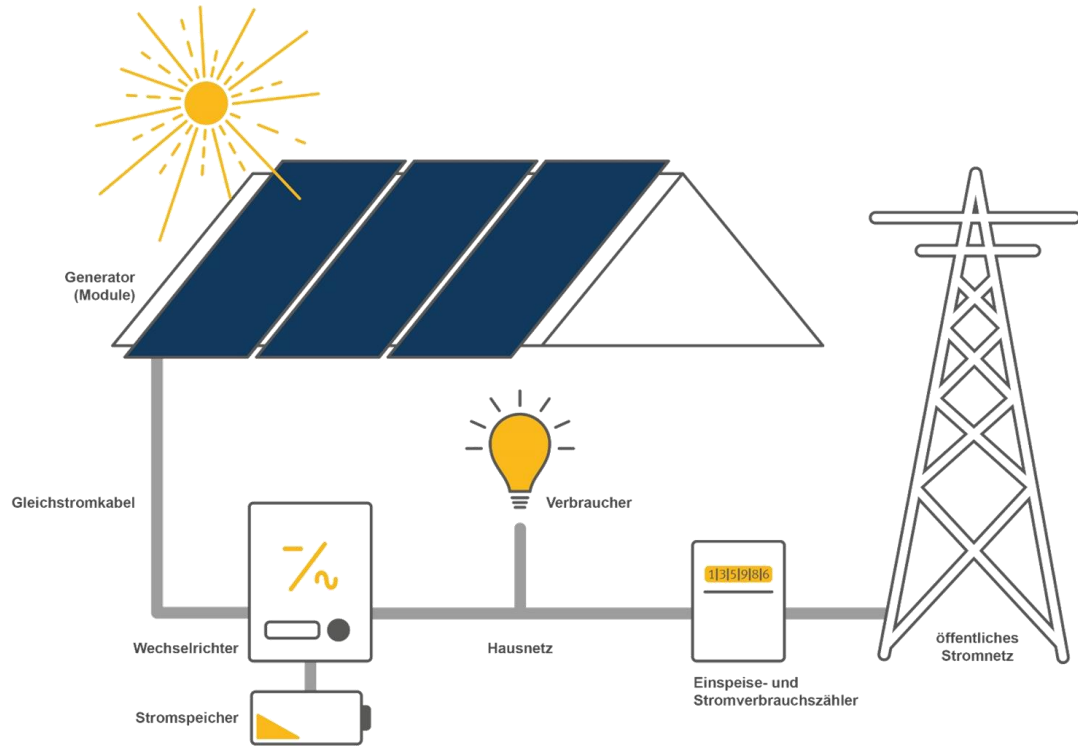 Generator
(Module)
Gleichstromkabel
Verbraucher
1|3|5|9|8|6
Wechselrichter
Hausnetz
öffentliches
Stromnetz
Einspeise- und
Stromverbrauchszähler
Stromspeicher